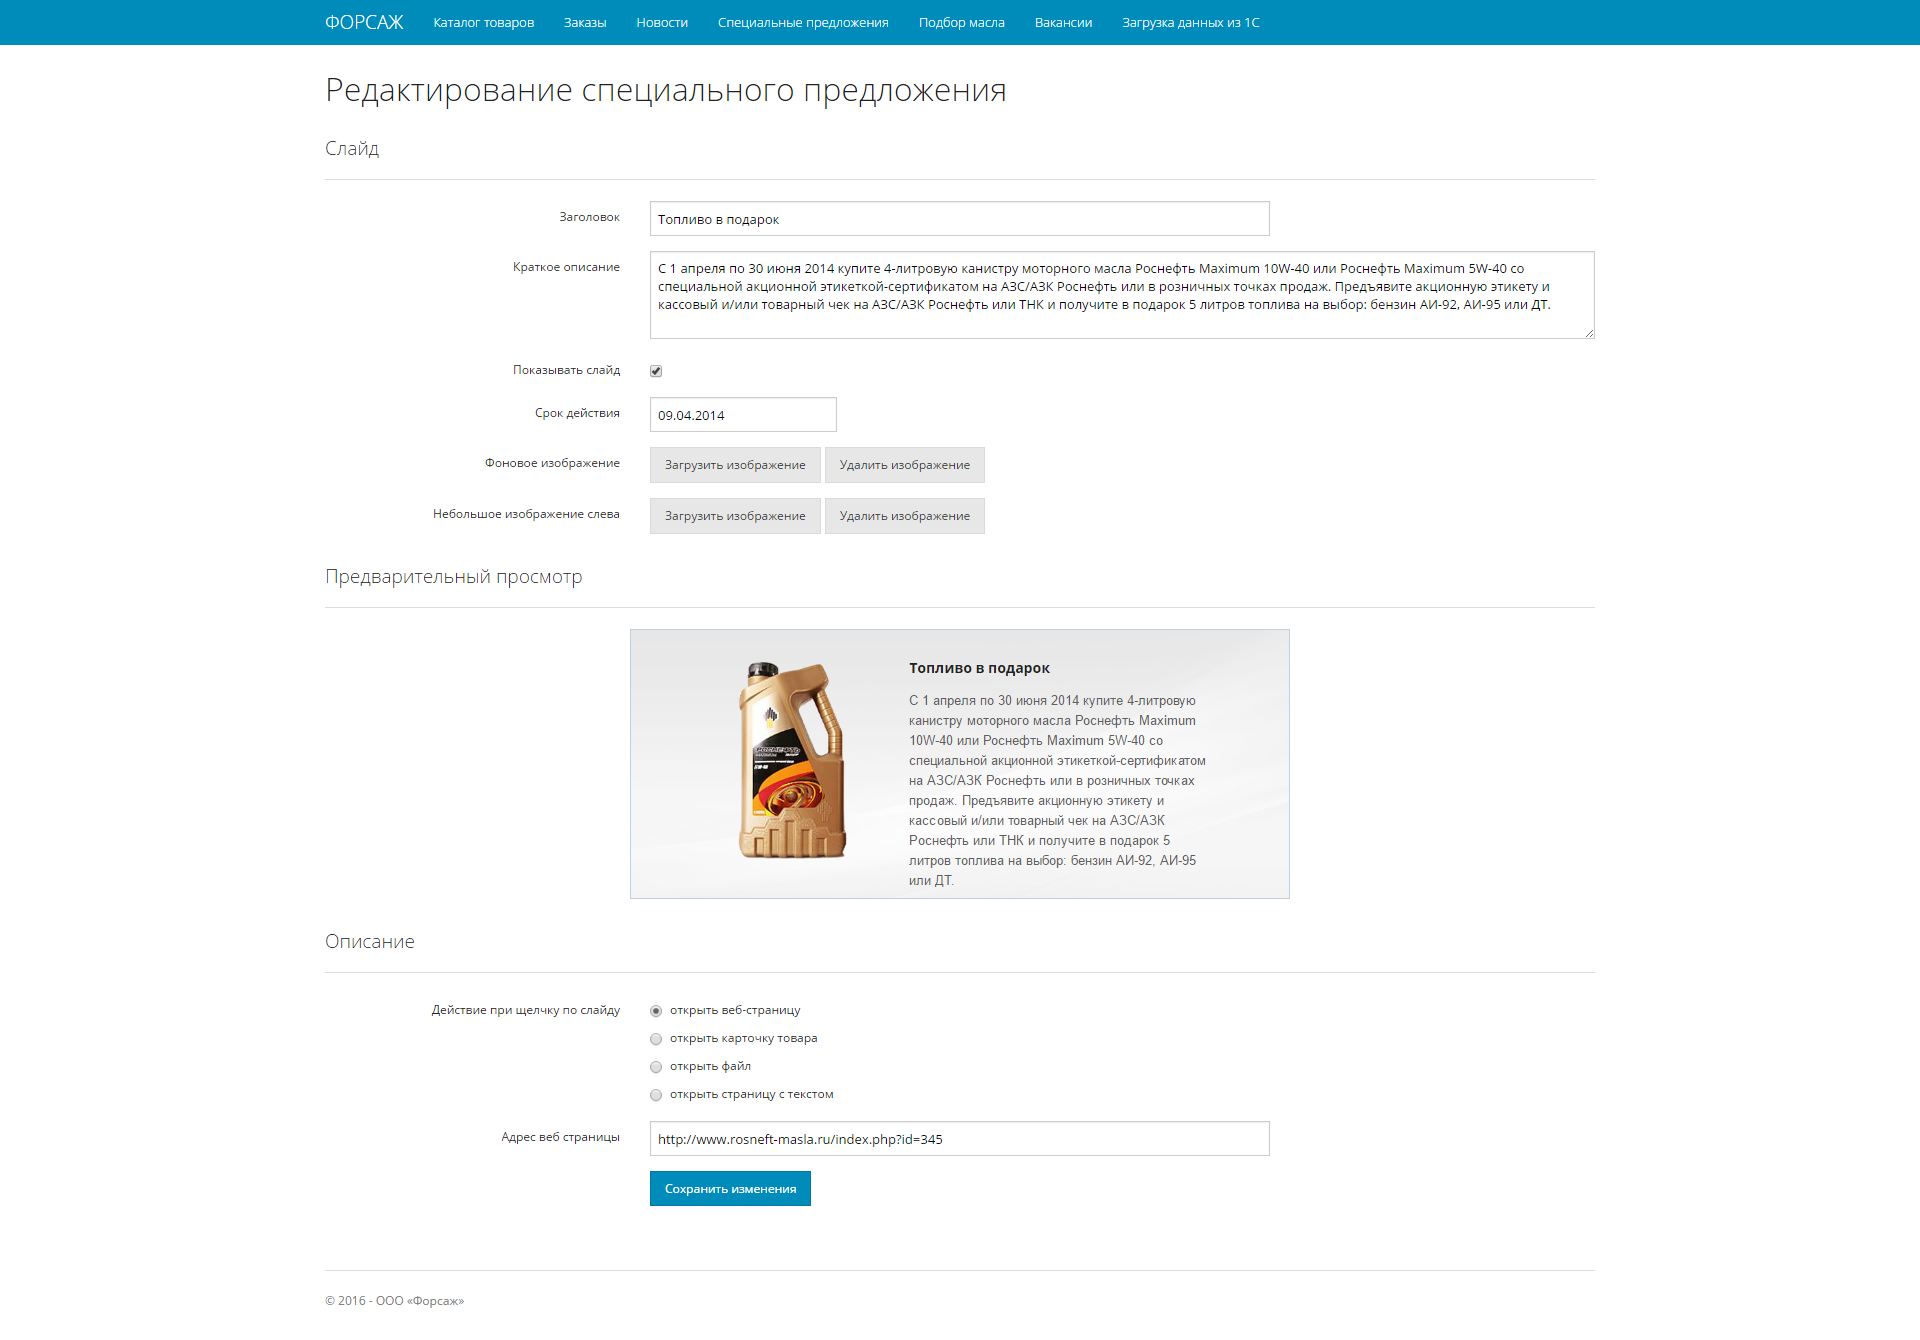 ФОРСАЖ Каталог товаров Заказы Новости Специальные предложения Подбор масла Вакансии Загрузка данных из 1С
Редактирование специального предложения
Слайд
Заголовок Топливо в подарок
Краткое описание С 1 апреля по 30 июня 2014 купите 4-литровую канистру моторного масла Роснефть Maximum 10W-40 или Роснефть Maximum 5W-40 со
специальной акционной этикеткой-сертификатом на АЗС/АЗК Роснефть или в розничных точках продаж. Предъявите акционную этикету и
кассовый и/или товарный чек на АЗС/АЗК Роснефть или ТНК и получите в подарок 5 литров топлива на выбор: бензин АИ-92, АИ-95 или ДТ.
Показывать слайд
Срок действия 09.04.2014
Фоновое изображение Загрузить изображение Удалить изображение
Небольшое изображение слева Загрузить изображение Удалить изображение
Предварительный просмотр
РОСНЕФТЬ
Топливо в подарок
С 1 апреля по 30 июня 2014 купите 4-литровую
канистру моторного масла Роснефть Maximum
10W-40 или Роснефть Maximum 5W-40 со
специальной акционной этикеткой-сертификатом
на АЗС/АЗК Роснефть или в розничных точках
продаж. Предъявите акционную этикету и
кассовый и/или товарный чек на АЗС/АЗК
Роснефть или ТНК и получите в подарок 5
литров топлива на выбор: бензин АИ-92, АИ-95
или ДТ.
Описание
Действие при щелчку по слайду открыть веб-страницу
открыть карточку товара
открыть файл
открыть страницу с текстом
Адрес веб страницы http://www.rosneft-masla.ru/index.php?id=345
Сохранить изменения
© 2016 - ООО «Форсаж»